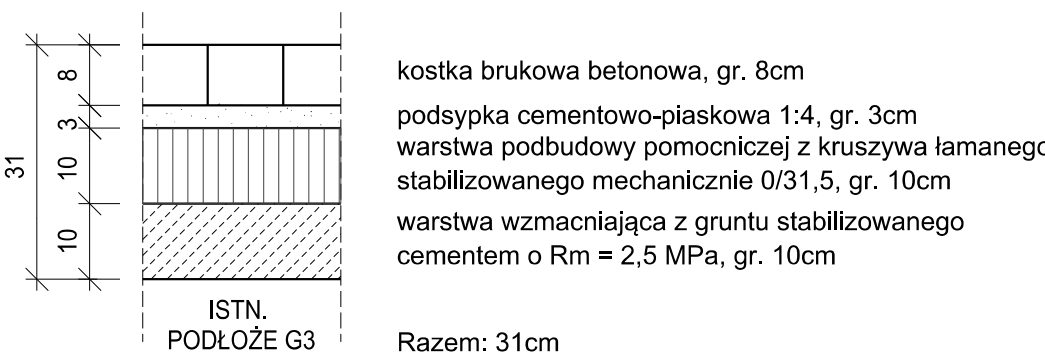 31
8
3
10
10
kostka brukowa betonowa, gr. 8cm
podsypka cementowo-piaskowa 1:4, gr. 3cm
warstwa podbudowy pomocniczej z kruszywa łamanego
stabilizowanego mechanicznie 0/31,5, gr. 10cm
warstwa wzmacniająca z gruntu stabilizowanego
cementem o Rm = 2,5 MPa, gr. 10cm
ISTN.
PODŁOŻE G3
Razem: 31cm